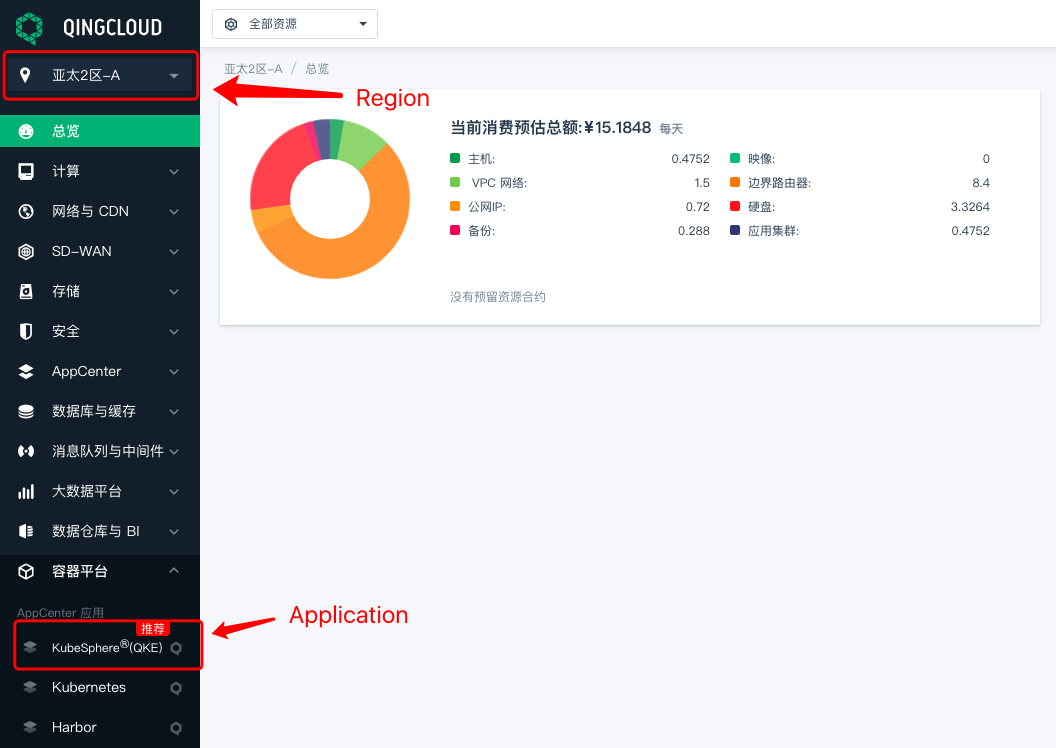 QINGCLOUD
亚太2区-A
总览
计算
网络与 CDN
SD-WAN
存储
安全
AppCenter
数据库与缓存
消息队列与中间件
大数据平台
数据仓库与 BI
容器平台
AppCenter 应用
推荐
KubeSphere®(QKE)
Kubernetes
Harbor
全部资源
亚太2区-A / 总览
Region
当前消费预估总额:¥15.1848 每天
主机: 0.4752 映像: 0
VPC 网络: 1.5 边界路由器: 8.4
公网IP: 0.72 硬盘: 3.3264
备份: 0.288 应用集群: 0.4752
没有预留资源合约
Application